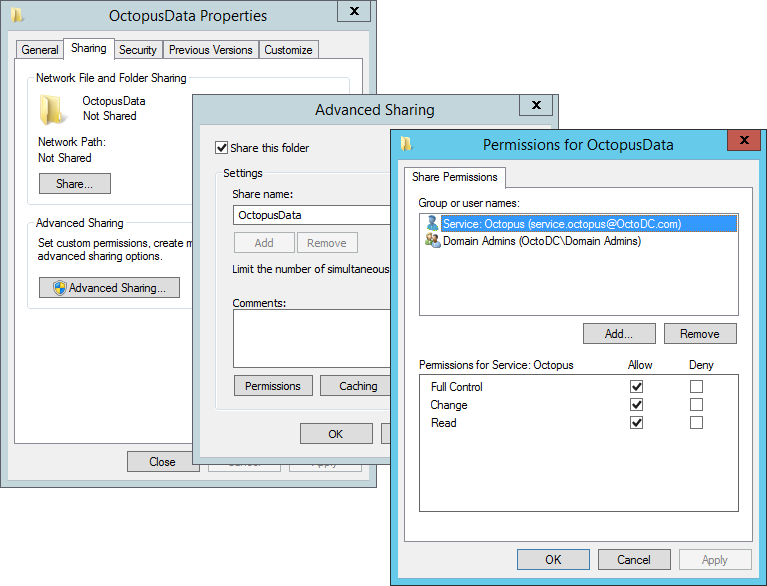 OctopusData Properties
x
General
Sharing
Security
Previous Versions
Customize
Network File and Folder Sharing
OctopusData
Not Shared
Network Path:
Not Shared
Share...
Advanced Sharing
Set custom permissions, create m
advanced sharing options.
Advanced Sharing...
Close
Advanced Sharing
x
Share this folder
Settings
Share name:
OctopusData
Add
Remove
Limit the number of simultaneous
Comments:
Permissions
Caching
OK
Permissions for OctopusData
x
Share Permissions
Group or user names:
Service: Octopus (service.octopus@OctoDC.com)
Domain Admins (OctoDC\Domain Admins)
Add...
Remove
Permissions for Service: Octopus
Allow
Deny
Full Control
Change
Read
OK
Cancel
Apply